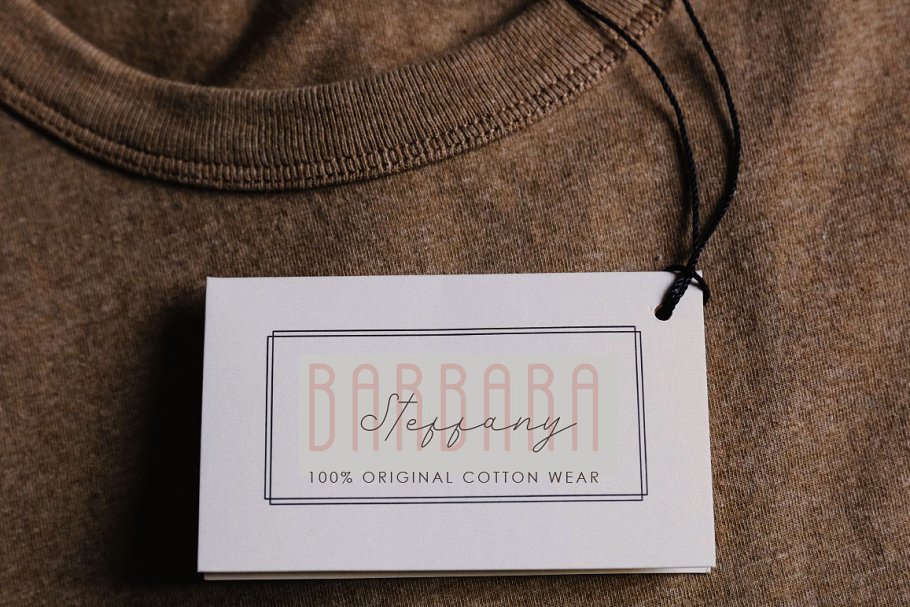 BARBARA
Steffany
100% ORIGINAL COTTON WEAR